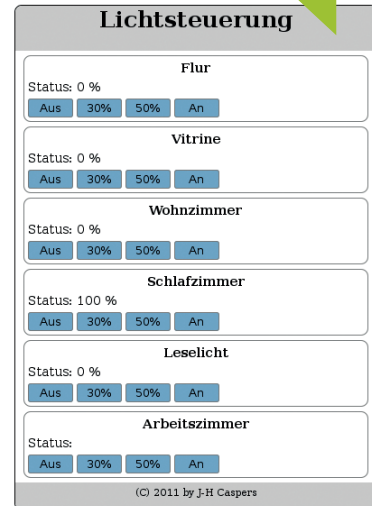 Lichtsteuerung
Flur
Status: 0 %
Aus 30% 50% An
Vitrine
Status: 0 %
Aus 30% 50% An
Wohnzimmer
Status: 0 %
Aus 30% 50% An
Schlafzimmer
Status: 100 %
Aus 30% 50% An
Leselicht
Status: 0 %
Aus 30% 50% An
Arbeitszimmer
Status:
Aus 30% 50% An
(C) 2011 by J-H Caspers